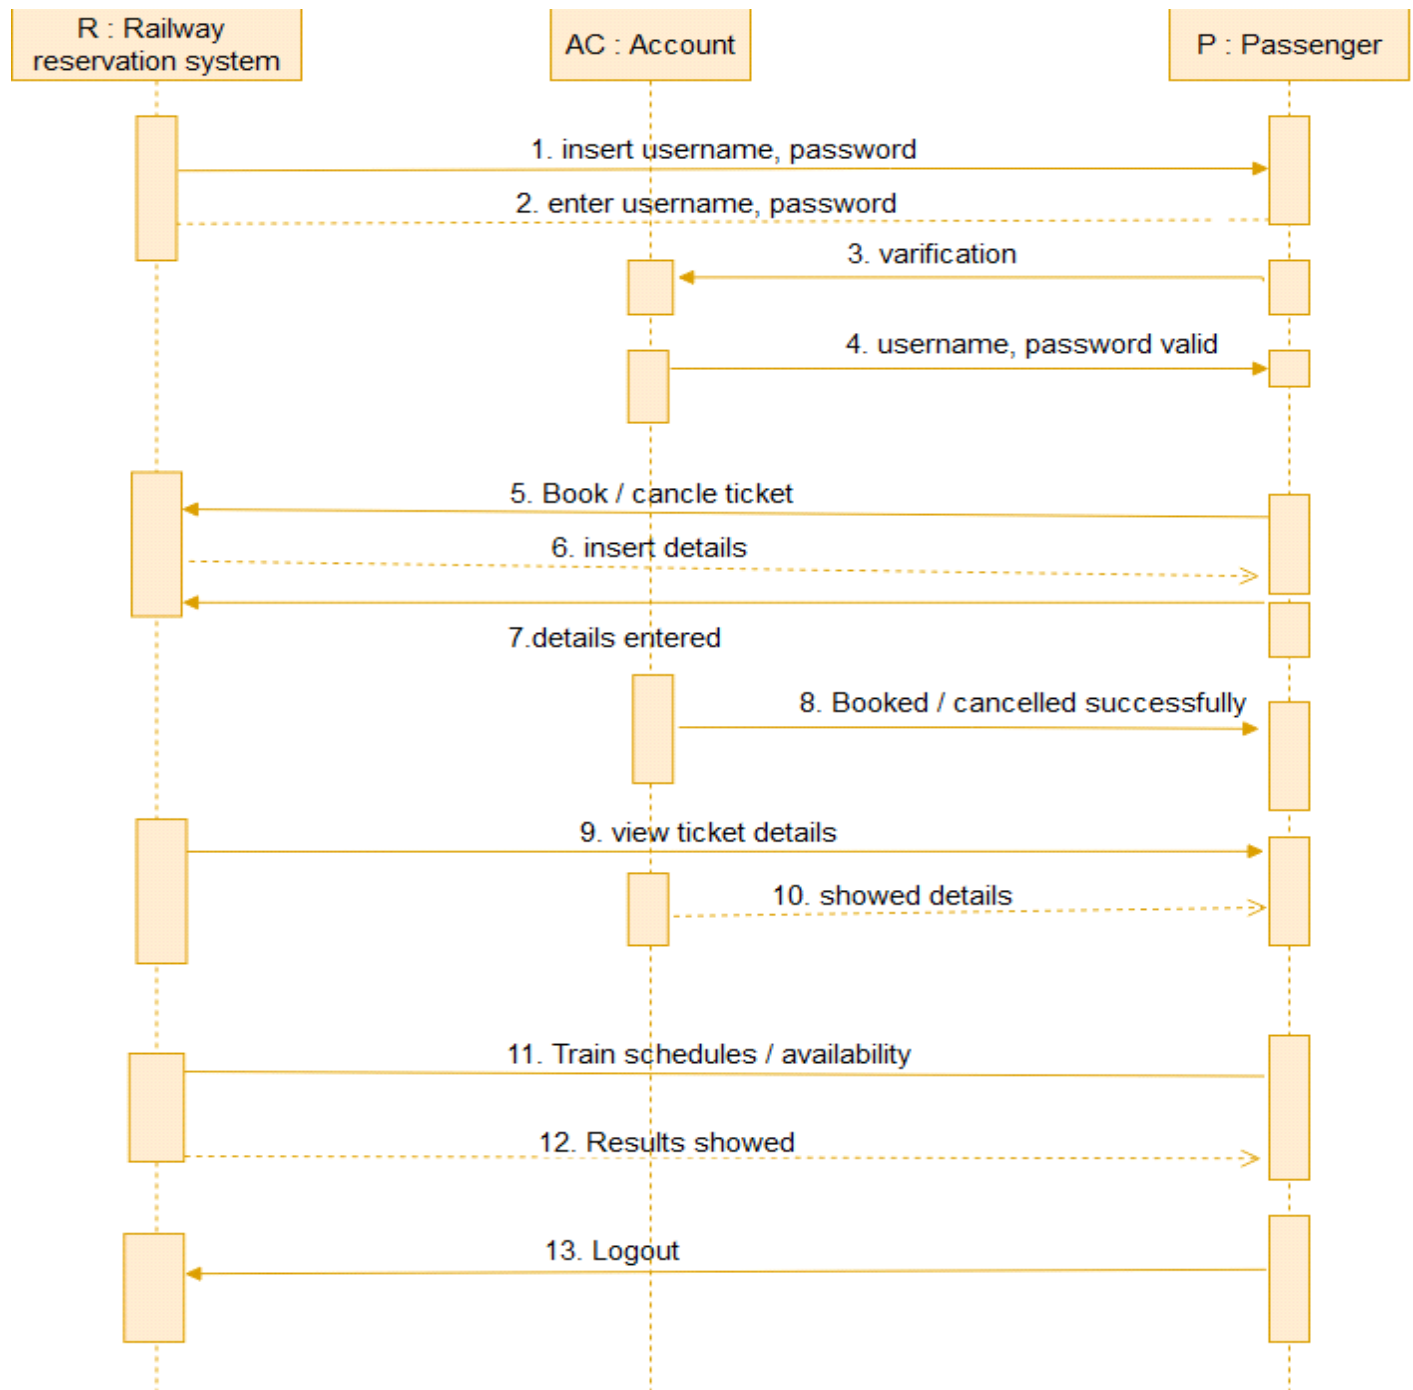 R : Railway
reservation system
AC : Account
P : Passenger
1. insert username, password
2. enter username, password
3. varification
4. username, password valid
5. Book / cancle ticket
6. insert details
7.details entered
8. Booked / cancelled successfully
9. view ticket details
10. showed details
11. Train schedules / availability
12. Results showed
13. Logout